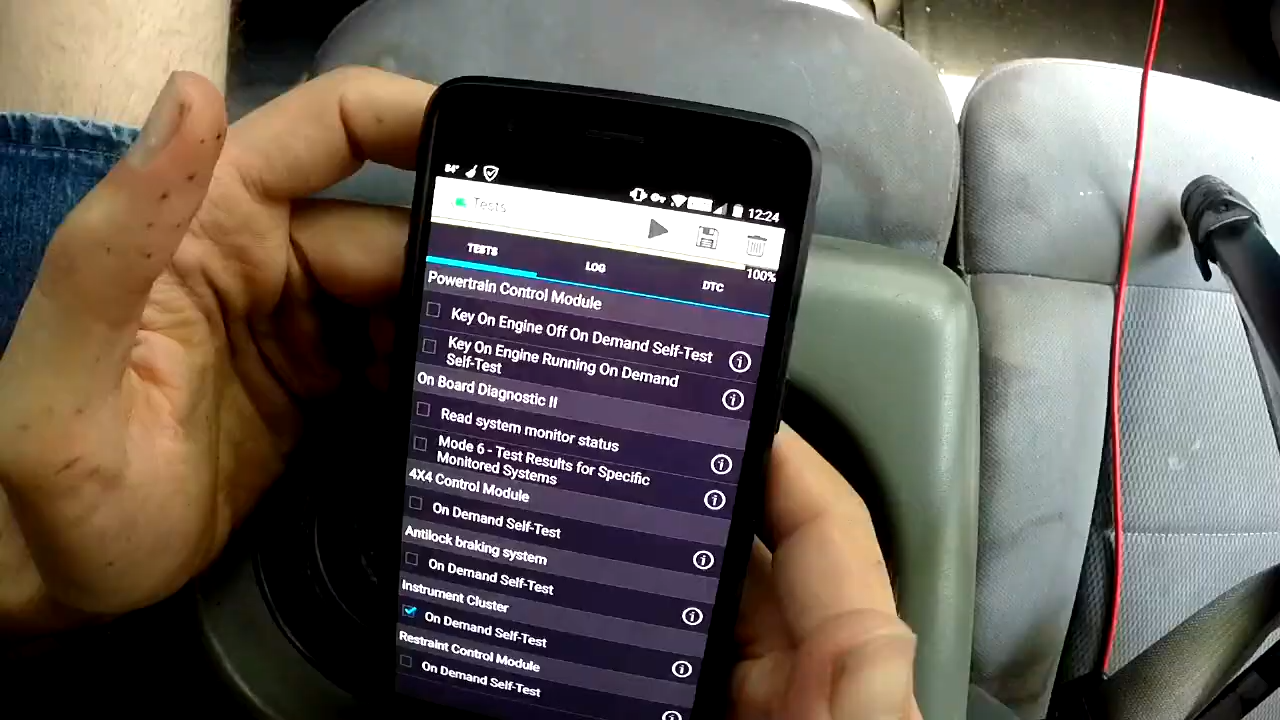 84°
12:24
Tests
100%
TESTS
LOG
DTC
Powertrain Control Module
Key On Engine Off On Demand Self-Test
Key On Engine Running On Demand
Self-Test
On Board Diagnostic II
Read system monitor status
Mode 6 - Test Results for Specific
Monitored Systems
4X4 Control Module
On Demand Self-Test
Antilock braking system
On Demand Self-Test
Instrument Cluster
On Demand Self-Test
Restraint Control Module
On Demand Self-Test